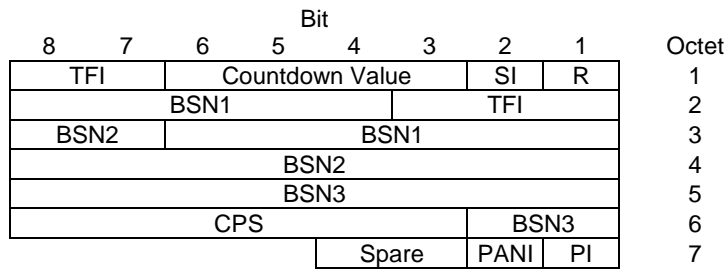 Bit
8 7 6 5 4 3 2 1 Octet
TFI Countdown Value SI R 1
BSN1 TFI 2
BSN2 BSN1 3
BSN2 4
BSN3 5
CPS BSN3 6
Spare PANI PI 7